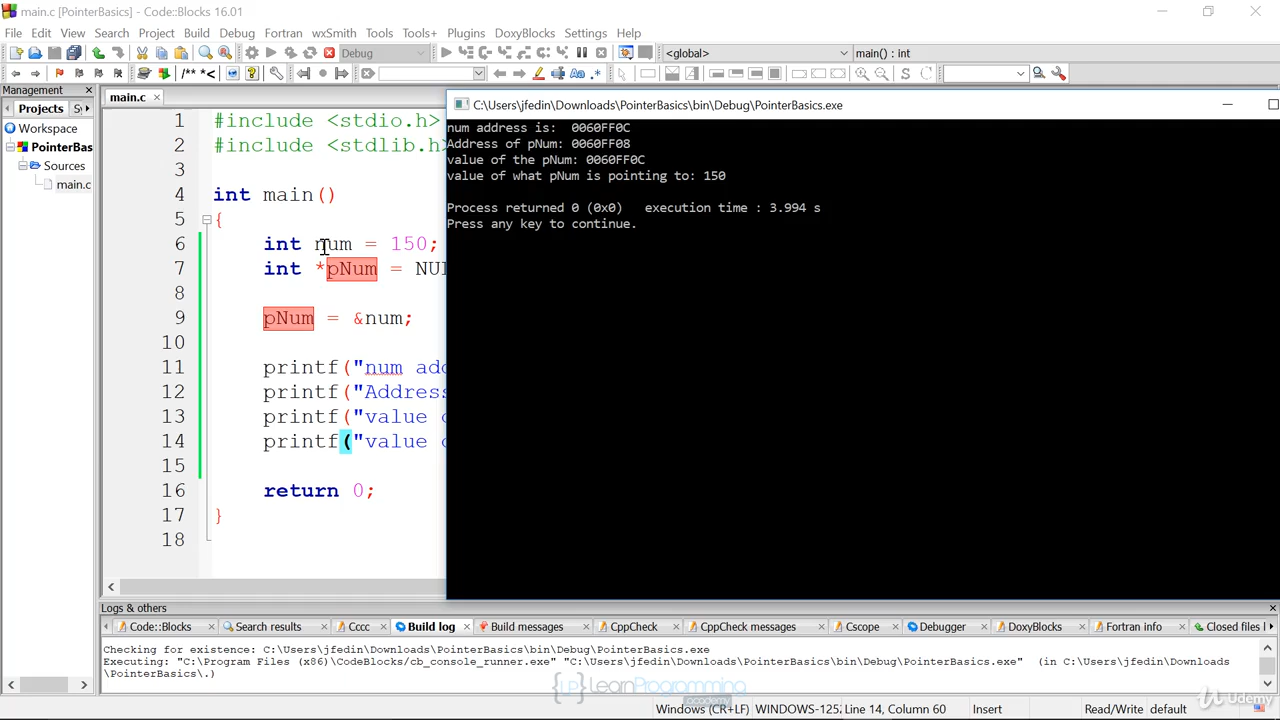 main.c [PointerBasics] - Code::Blocks 16.01
File Edit View Search Project Build Debug Fortran wxSmith Tools Tools+ Plugins DoxyBlocks Settings Help
Debug <global> main() : int
/** *<
Management
main.c
Projects
Workspace
PointerBas
Sources
main.c
1 #include <stdio.h>
2 #include <stdlib.h>
3
4 int main()
5 {
6 int num = 150;
7 int *pNum = NUL
8
9 pNum = &num;
10
11 printf("num add
12 printf("Address
13 printf("value o
14 printf("value o
15
16 return 0;
17 }
18
C:\Users\jfedin\Downloads\PointerBasics\bin\Debug\PointerBasics.exe
num address is: 0060FF0C
Address of pNum: 0060FF08
value of the pNum: 0060FF0C
value of what pNum is pointing to: 150
Process returned 0 (0x0) execution time : 3.994 s
Press any key to continue.
Logs & others
Code::Blocks Search results Cccc Build log Build messages CppCheck CppCheck messages Cscope Debugger DoxyBlocks Fortran info Closed files l
Checking for existence: C:\Users\jfedin\Downloads\PointerBasics\bin\Debug\PointerBasics.exe
Executing: "C:\Program Files (x86)\CodeBlocks/cb_console_runner.exe" "C:\Users\jfedin\Downloads\PointerBasics\bin\Debug\PointerBasics.exe" (in C:\Users\jfedin\Downloads
\PointerBasics\.)
LP LearnProgramming
academy
Udemy
Windows (CR+LF) WINDOWS-125. Line 14, Column 60 Insert Read/Write default